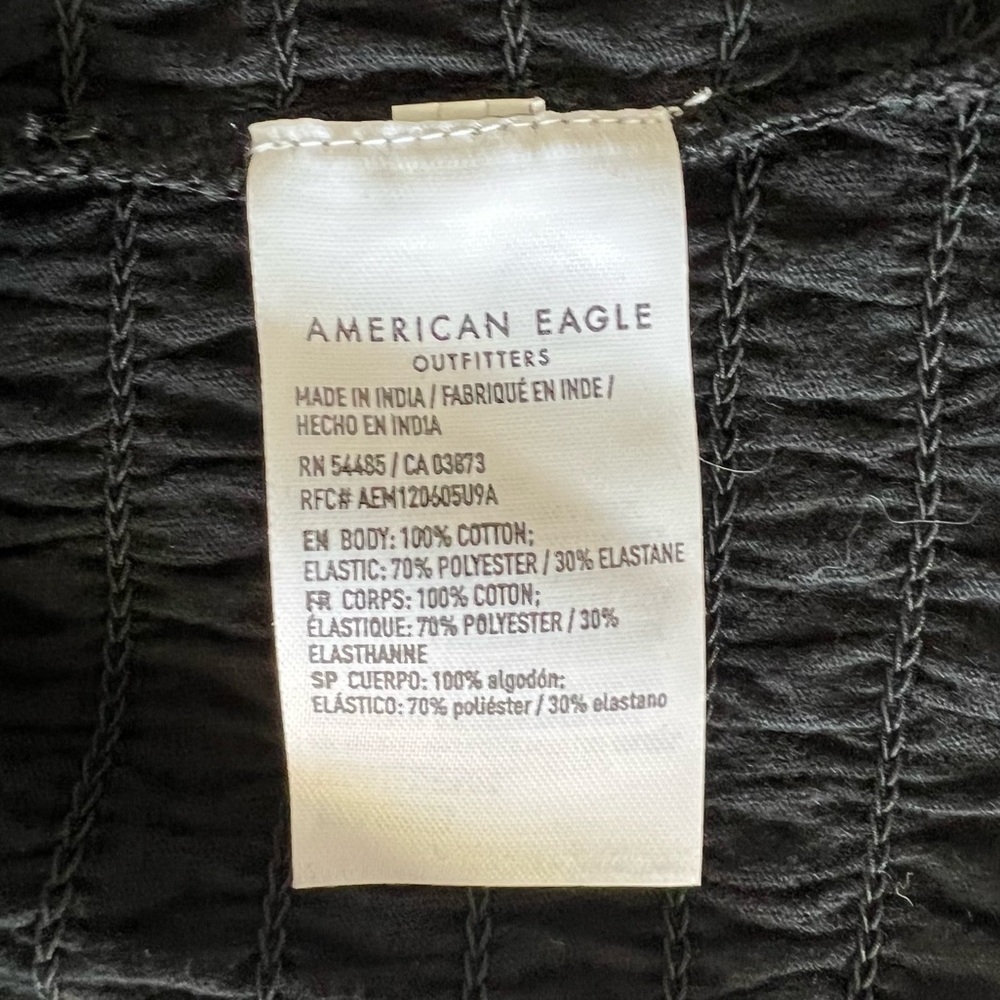 AMERICAN EAGLE
OUTFITTERS
MADE IN INDIA / FABRIQUÉ EN INDE /
HECHO EN INDIA
RN 54485 / CA 03873
RFC# AEM120605U9A
EN BODY: 100% COTTON;
ELASTIC: 70% POLYESTER / 30% ELASTANE
FR CORPS: 100% COTON;
ÉLASTIQUE: 70% POLYESTER / 30%
ELASTHANNE
SP CUERPO: 100% algodón;
ELÁSTICO: 70% poliéster / 30% elastano